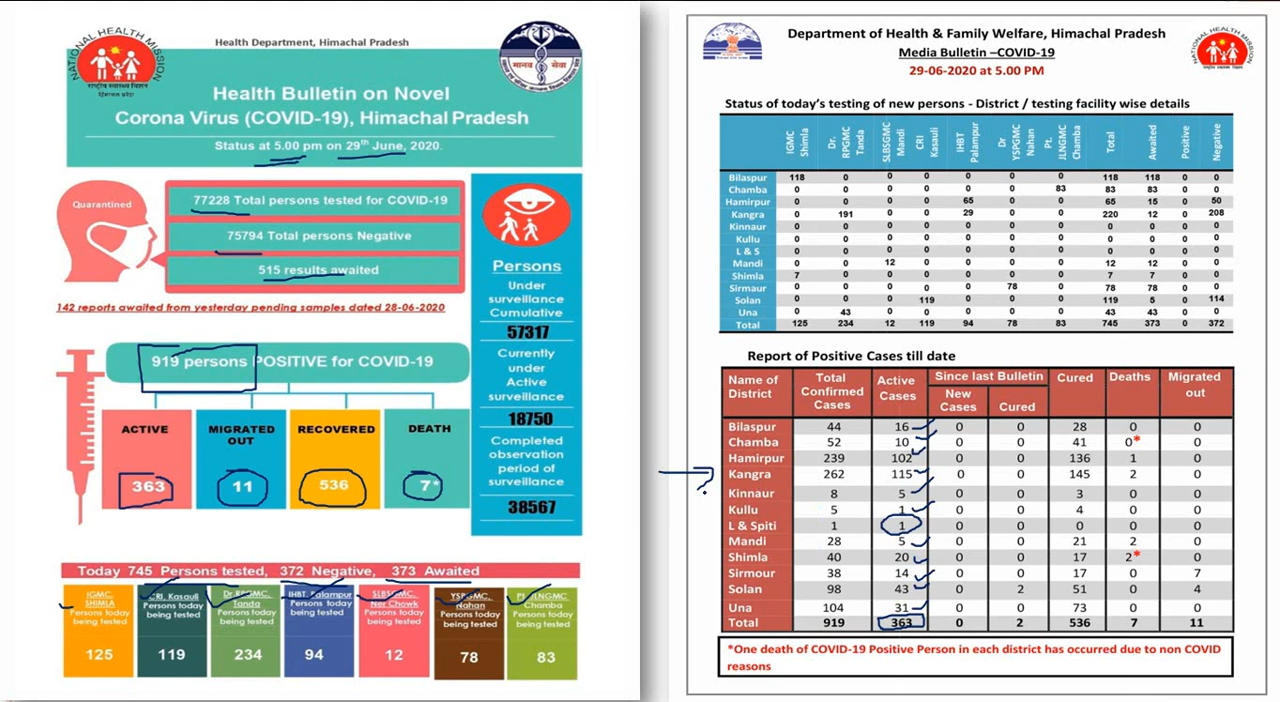 NATIONAL HEALTH MISSION
राष्ट्रीय स्वास्थ्य मिशन
Health Department, Himachal Pradesh
मानव सेवा
Health Bulletin on Novel
Corona Virus (COVID-19), Himachal Pradesh
Status at 5.00 pm on 29th June, 2020.
Quarantined
77228 Total persons tested for COVID-19
75794 Total persons Negative
515 results awaited
142 reports awaited from yesterday pending samples dated 28-06-2020
Persons
Under
surveillance
Cumulative
57317
Currently
under
Active
surveillance
18750
Completed
observation
period of
surveillance
38567
919 persons POSITIVE for COVID-19
ACTIVE
363
MIGRATED
OUT
11
RECOVERED
536
DEATH
7*
Today 745 Persons tested, 372 Negative, 373 Awaited
IGMC,
SHIMLA
Persons today
being tested
125
CRI, Kasauli
Persons today
being tested
119
Dr.RPGMC,
Tanda
Persons today
being tested
234
IHBT, Palampur
Persons today
being tested
94
SLBSGMC,
Ner Chowk
Persons today
being tested
12
YSPGMC,
Nahan
Persons today
being tested
78
Pt. JLNGMC
Chamba
Persons today
being tested
83
Department of Health & Family Welfare, Himachal Pradesh
Media Bulletin –COVID-19
29-06-2020 at 5.00 PM
NATIONAL HEALTH MISSION
Status of today's testing of new persons - District / testing facility wise details
IGMC Shimla Dr. RPGMC Tanda SLBSGMC Mandi CRI Kasauli IHBT Palampur Dr YSPGMC Nahan Pt. JLNGMC Chamba Total Awaited Positive Negative
Bilaspur 118 0 0 0 0 0 0 118 118 0 0
Chamba 0 0 0 0 0 0 83 83 83 0 0
Hamirpur 0 0 0 0 65 0 0 65 15 0 50
Kangra 0 191 0 0 29 0 0 220 12 0 208
Kinnaur 0 0 0 0 0 0 0 0 0 0 0
Kullu 0 0 0 0 0 0 0 0 0 0 0
L & S 0 0 0 0 0 0 0 0 0 0 0
Mandi 0 0 12 0 0 0 0 12 12 0 0
Shimla 7 0 0 0 0 0 0 7 7 0 0
Sirmaur 0 0 0 0 0 78 0 78 78 0 0
Solan 0 0 0 119 0 0 0 119 5 0 114
Una 0 43 0 0 0 0 0 43 43 0 0
Total 125 234 12 119 94 78 83 745 373 0 372
Report of Positive Cases till date
Name of District Total Confirmed Cases Active Cases Since last Bulletin New Cases Cured Cured Deaths Migrated out
Bilaspur 44 16 0 0 28 0 0
Chamba 52 10 0 0 41 0* 0
Hamirpur 239 102 0 0 136 1 0
Kangra 262 115 0 0 145 2 0
Kinnaur 8 5 0 0 3 0 0
Kullu 5 1 0 0 4 0 0
L & Spiti 1 1 0 0 0 0 0
Mandi 28 5 0 0 21 2 0
Shimla 40 20 0 0 17 2* 0
Sirmour 38 14 0 0 17 0 7
Solan 98 43 0 2 51 0 4
Una 104 31 0 0 73 0 0
Total 919 363 0 2 536 7 11
*One death of COVID-19 Positive Person in each district has occurred due to non COVID
reasons
?